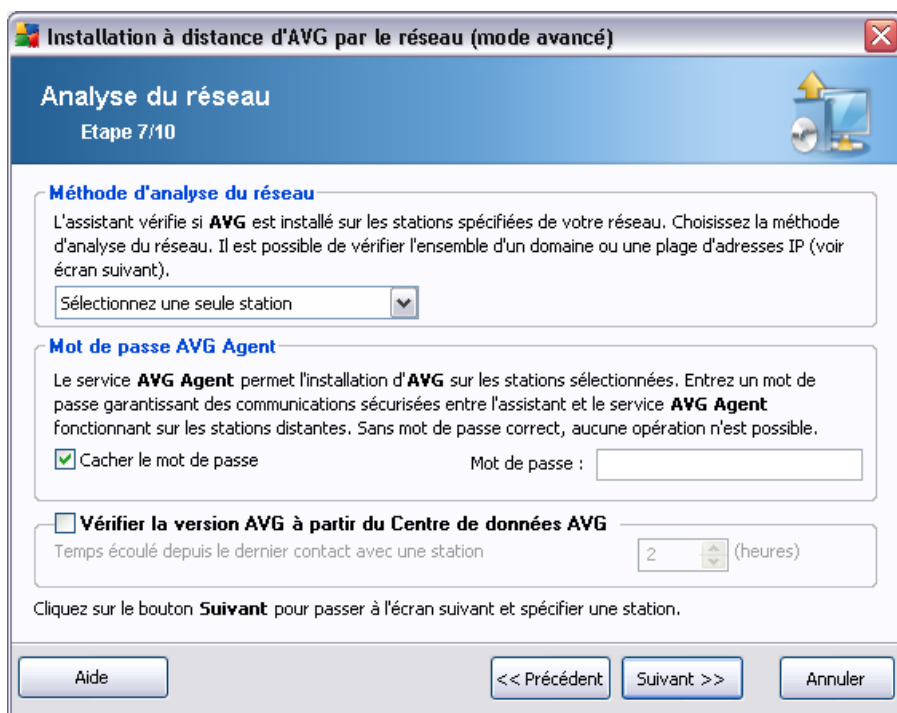 Installation à distance d'AVG par le réseau (mode avancé)
Analyse du réseau
Etape 7/10
Méthode d'analyse du réseau
L'assistant vérifie si AVG est installé sur les stations spécifiées de votre réseau. Choisissez la méthode
d'analyse du réseau. Il est possible de vérifier l'ensemble d'un domaine ou une plage d'adresses IP (voir
écran suivant).
Sélectionnez une seule station
Mot de passe AVG Agent
Le service AVG Agent permet l'installation d'AVG sur les stations sélectionnées. Entrez un mot de
passe garantissant des communications sécurisées entre l'assistant et le service AVG Agent
fonctionnant sur les stations distantes. Sans mot de passe correct, aucune opération n'est possible.
Cacher le mot de passe Mot de passe :
Vérifier la version AVG à partir du Centre de données AVG
Temps écoulé depuis le dernier contact avec une station 2 (heures)
Cliquez sur le bouton Suivant pour passer à l'écran suivant et spécifier une station.
Aide << Précédent Suivant >> Annuler